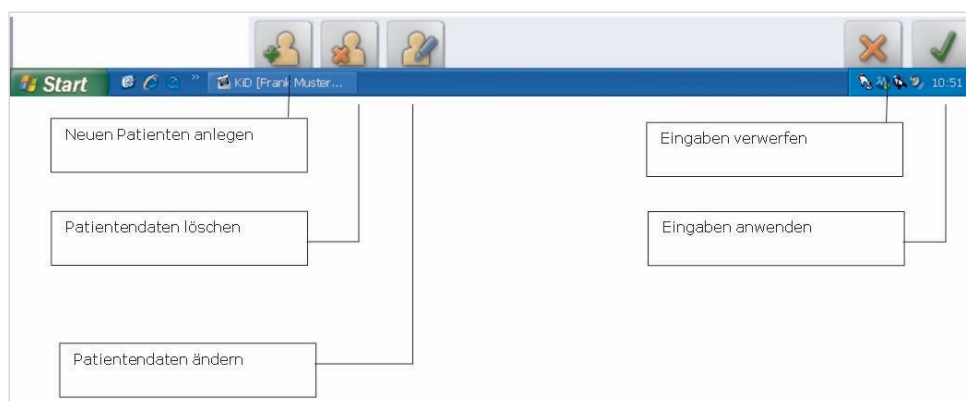 Start
»
KiD [Frank Muster...
10:51
Neuen Patienten anlegen
Eingaben verwerfen
Patientendaten löschen
Eingaben anwenden
Patientendaten ändern